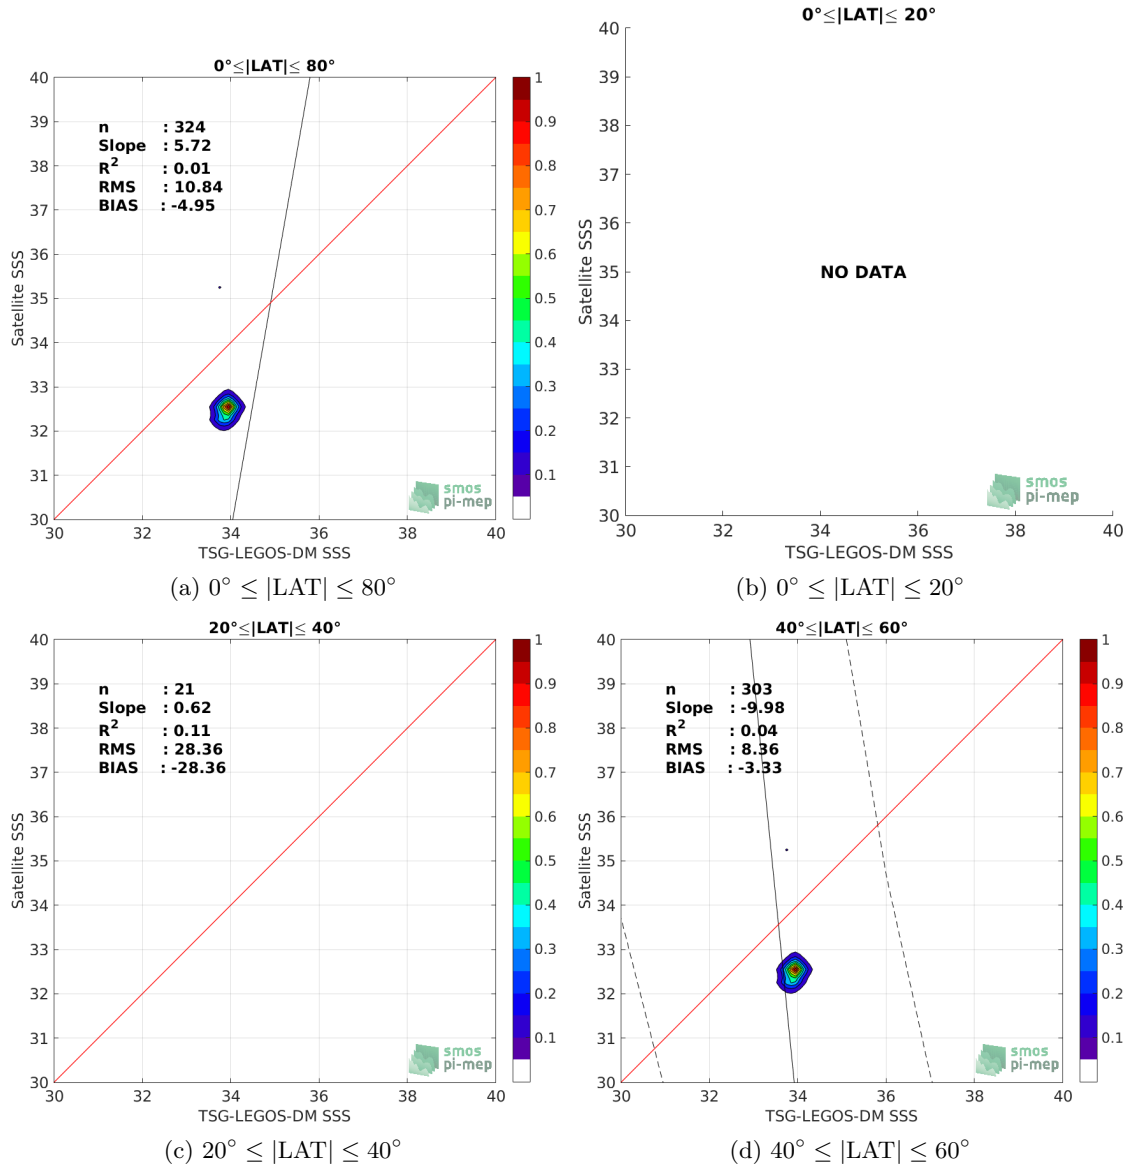 0°≤|LAT|≤ 80°
40
39
38
37
36
35
34
33
32
31
30
30 32 34 36 38 40
Satellite SSS
TSG-LEGOS-DM SSS
n : 324
Slope : 5.72
R2 : 0.01
RMS : 10.84
BIAS : -4.95
1
0.9
0.8
0.7
0.6
0.5
0.4
0.3
0.2
0.1
smos
pi-mep
(a) 0° ≤ |LAT| ≤ 80°
0°≤|LAT|≤ 20°
40
39
38
37
36
35
34
33
32
31
30
30 32 34 36 38 40
Satellite SSS
TSG-LEGOS-DM SSS
NO DATA
smos
pi-mep
(b) 0° ≤ |LAT| ≤ 20°
20°≤|LAT|≤ 40°
40
39
38
37
36
35
34
33
32
31
30
30 32 34 36 38 40
Satellite SSS
TSG-LEGOS-DM SSS
n : 21
Slope : 0.62
R2 : 0.11
RMS : 28.36
BIAS : -28.36
1
0.9
0.8
0.7
0.6
0.5
0.4
0.3
0.2
0.1
smos
pi-mep
(c) 20° ≤ |LAT| ≤ 40°
40°≤|LAT|≤ 60°
40
39
38
37
36
35
34
33
32
31
30
30 32 34 36 38 40
Satellite SSS
TSG-LEGOS-DM SSS
n : 303
Slope : -9.98
R2 : 0.04
RMS : 8.36
BIAS : -3.33
1
0.9
0.8
0.7
0.6
0.5
0.4
0.3
0.2
0.1
smos
pi-mep
(d) 40° ≤ |LAT| ≤ 60°